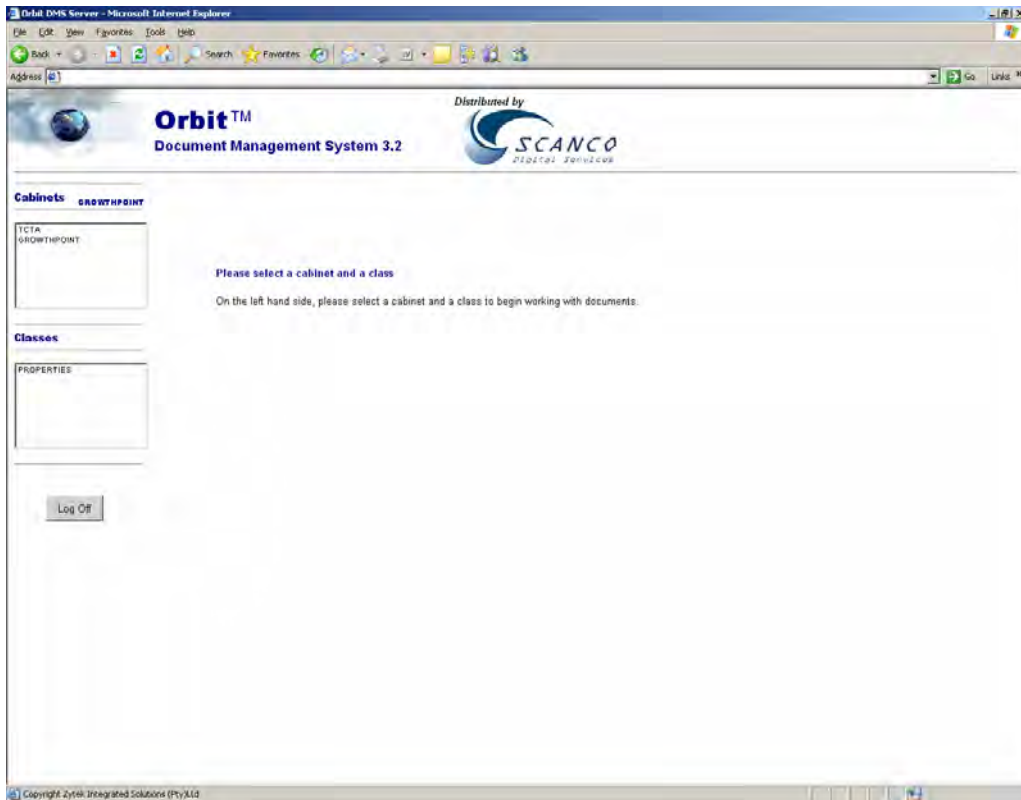 Orbit DMS Server - Microsoft Internet Explorer
File Edit View Favorites Tools Help
Back Search Favorites
Address Go Links »
Distributed by
Orbit™
Document Management System 3.2
SCANCO
Digital Services
Cabinets GROWTHPOINT
TCTA
GROWTHPOINT
Please select a cabinet and a class
On the left hand side, please select a cabinet and a class to begin working with documents.
Classes
PROPERTIES
Log Off
Copyright Zytek Integrated Solutions (Pty)Ltd